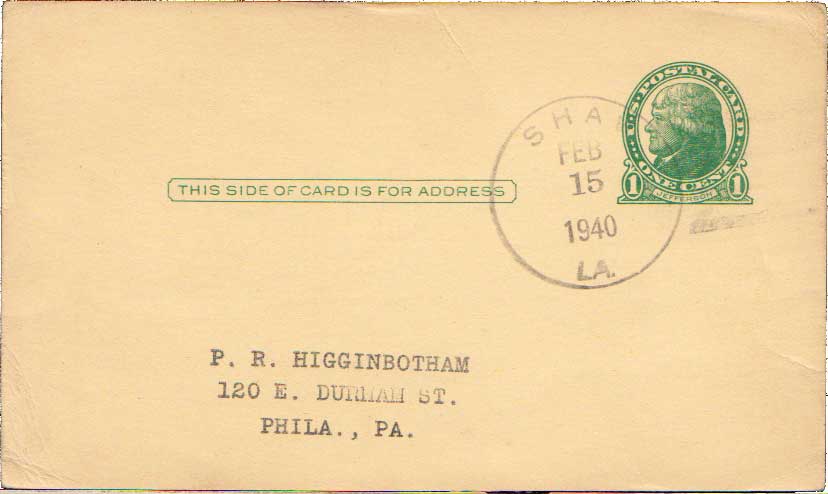 U.S. POSTAL CARD
SHA
FEB
15
THIS SIDE OF CARD IS FOR ADDRESS
1 ONE CENT 1
JEFFERSON
1940
LA.
P. R. HIGGINBOTHAM
120 E. DURHAM ST.
PHILA., PA.